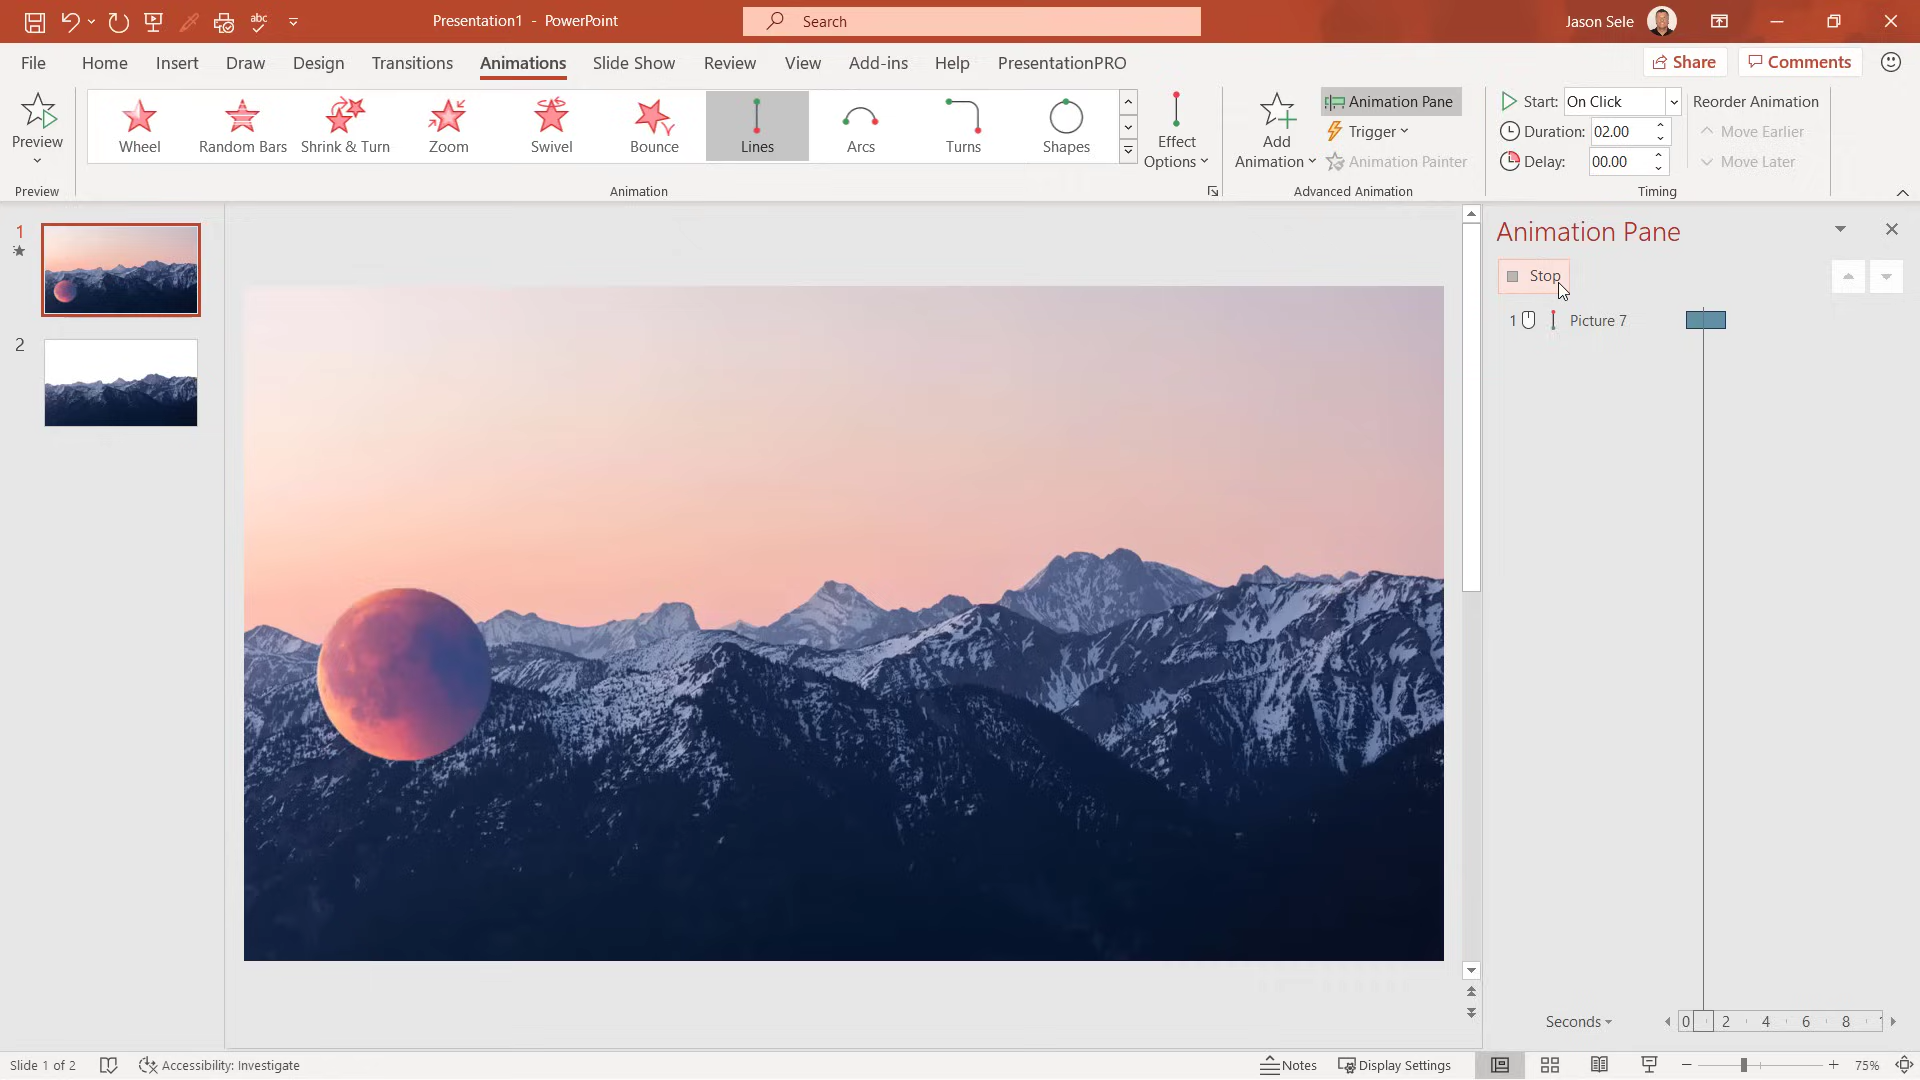 abc
Presentation1 - PowerPoint
Search
Jason Sele
File Home Insert Draw Design Transitions Animations Slide Show Review View Add-ins Help PresentationPRO
Share
Comments
Preview
Wheel
Random Bars
Shrink & Turn
Zoom
Swivel
Bounce
Lines
Arcs
Turns
Shapes
Effect
Options
Add
Animation
Animation Pane
Trigger
Animation Painter
Start: On Click
Duration: 02.00
Delay: 00.00
Reorder Animation
Move Earlier
Move Later
Preview
Animation
Advanced Animation
Timing
1
2
Animation Pane
Stop
1 Picture 7
Seconds
0 2 4 6 8
Slide 1 of 2
Accessibility: Investigate
Notes
Display Settings
75%